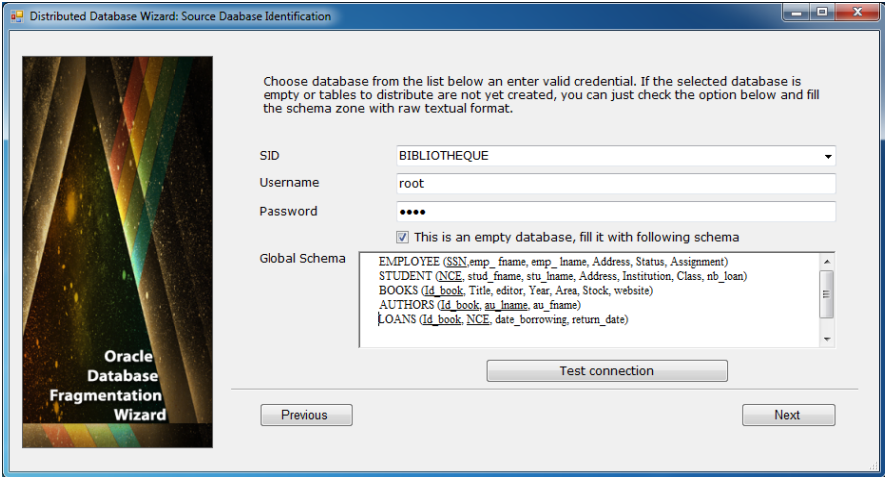 Distributed Database Wizard: Source Daabase Identification
Choose database from the list below an enter valid credential. If the selected database is
empty or tables to distribute are not yet created, you can just check the option below and fill
the schema zone with raw textual format.
SID
BIBLIOTHEQUE
Username
root
Password
••••
This is an empty database, fill it with following schema
Global Schema
EMPLOYEE (SSN,emp_ fname, emp_ lname, Address, Status, Assignment)
STUDENT (NCE, stud_fname, stu_lname, Address, Institution, Class, nb_loan)
BOOKS (Id_book, Title, editor, Year, Area, Stock, website)
AUTHORS (Id_book, au_lname, au_fname)
LOANS (Id_book, NCE, date_borrowing, return_date)
Test connection
Oracle
Database
Fragmentation
Wizard
Previous
Next